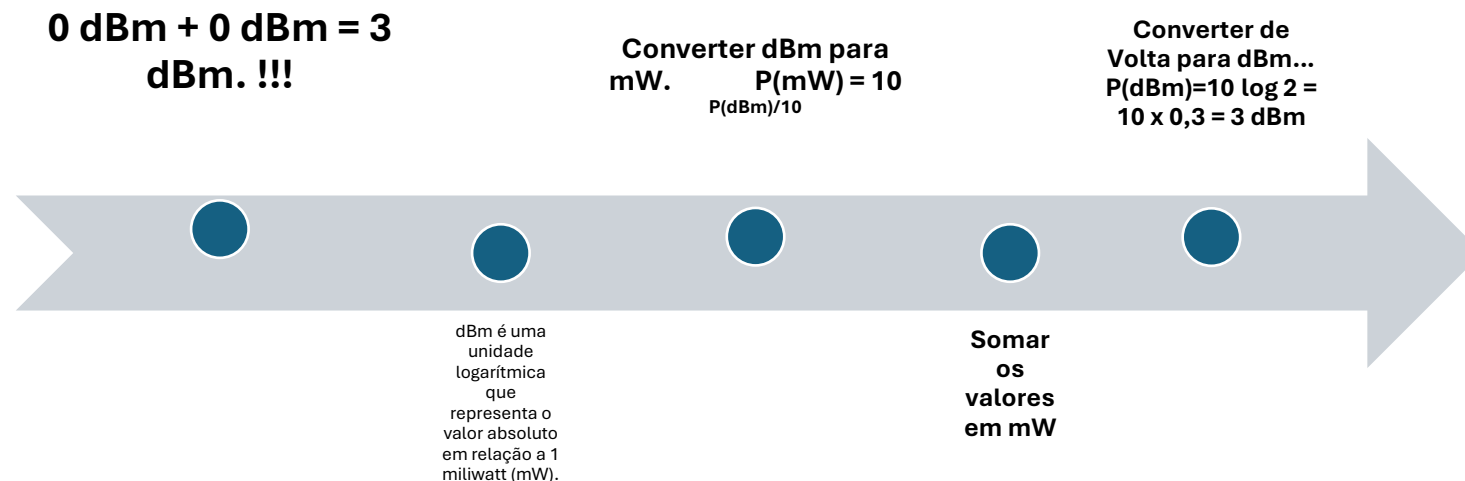 0 dBm + 0 dBm = 3
dBm. !!!
dBm é uma
unidade
logarítmica
que
representa o
valor absoluto
em relação a 1
miliwatt (mW).
Converter dBm para
mW. P(mW) = 10
P(dBm)/10
Somar
os
valores
em mW
Converter de
Volta para dBm...
P(dBm)=10 log 2 =
10 x 0,3 = 3 dBm